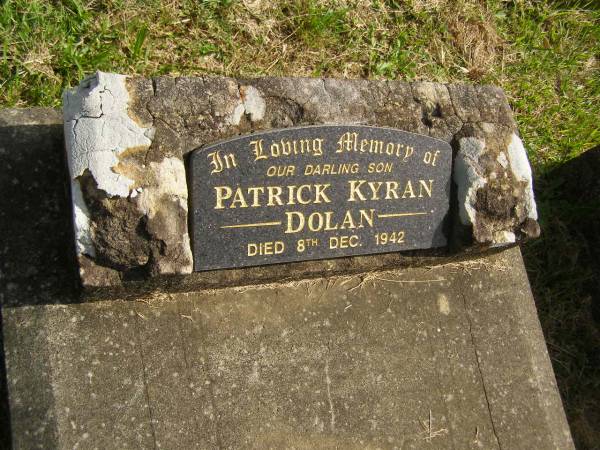 In Loving Memory of
OUR DARLING SON
PATRICK KYRAN
DOLAN
DIED 8TH DEC. 1942